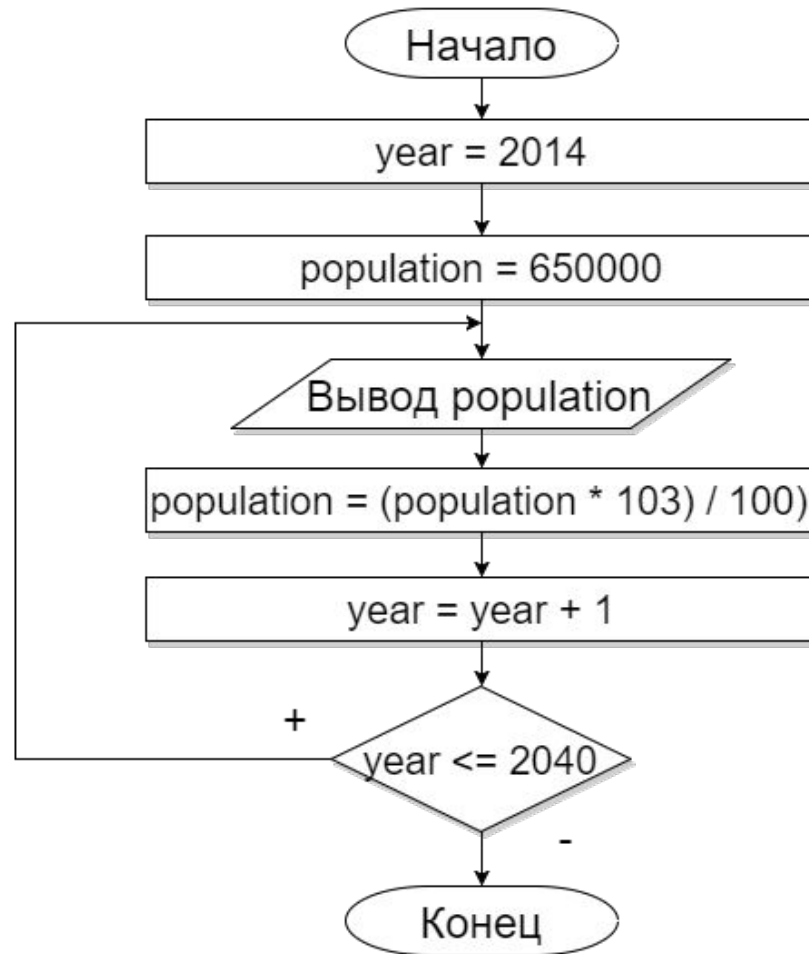 Начало
year = 2014
population = 650000
Вывод population
population = (population * 103) / 100)
year = year + 1
+
year <= 2040
-
Конец